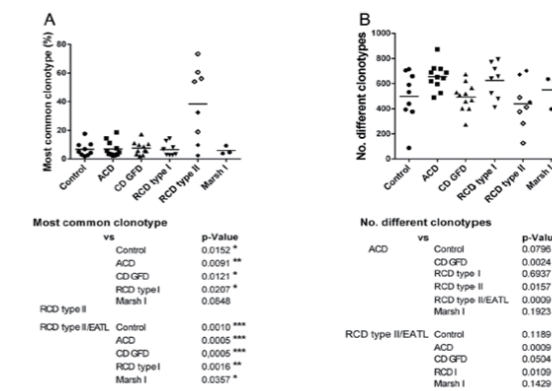 A
Most common clonotype (%)
80
60
40
20
0
Control
ACD
CD GFD
RCD type I
RCD type II
Marsh I
Most common clonotype
vs p-Value
Control 0.0152 *
ACD 0.0091 **
CD GFD 0.0121 *
RCD type I 0.0207 *
Marsh I 0.0848
RCD type II
RCD type II/EATL Control 0.0010 ***
ACD 0.0005 ***
CD GFD 0,0005 ***
RCD type I 0.0016 **
Marsh I 0.0357 *
B
No. different clonotypes
1000
800
600
400
200
0
Control
ACD
CD GFD
RCD type I
RCD type II
Marsh I
No. different clonotypes
vs p-Valu
ACD Control 0.0796
CD GFD 0.0024
RCD type I 0.6937
RCD type II 0.0157
RCD type II/EATL 0.0009
Marsh I 0.1923
RCD type II/EATL Control 0.1189
ACD 0.0009
CD GFD 0.0504
RCD I 0.0109
Marsh I 0.1428